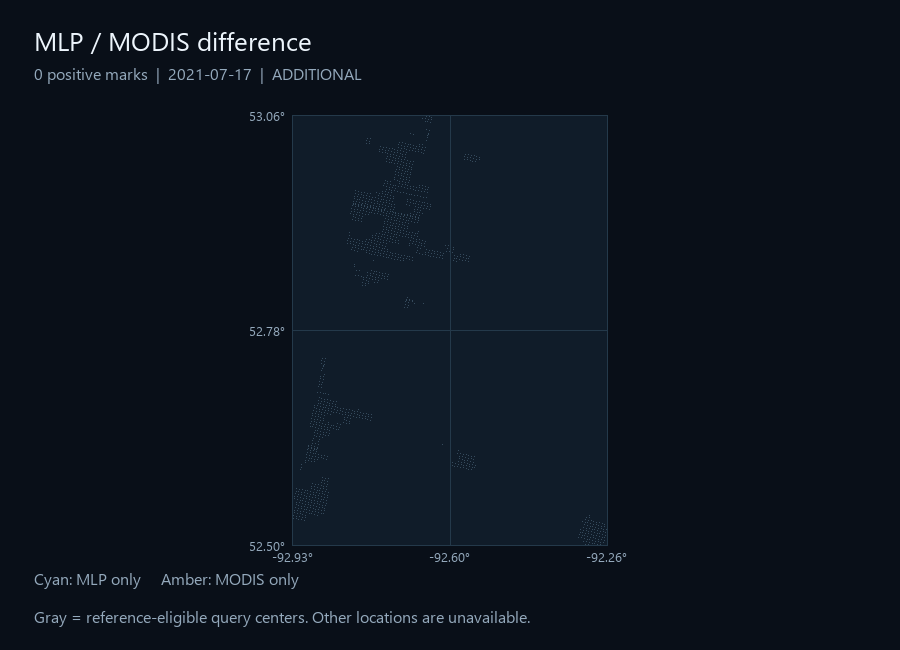 MLP / MODIS difference
0 positive marks | 2021-07-17 | ADDITIONAL
53.06°
52.78°
52.50°
-92.93° -92.60° -92.26°
Cyan: MLP only Amber: MODIS only
Gray = reference-eligible query centers. Other locations are unavailable.